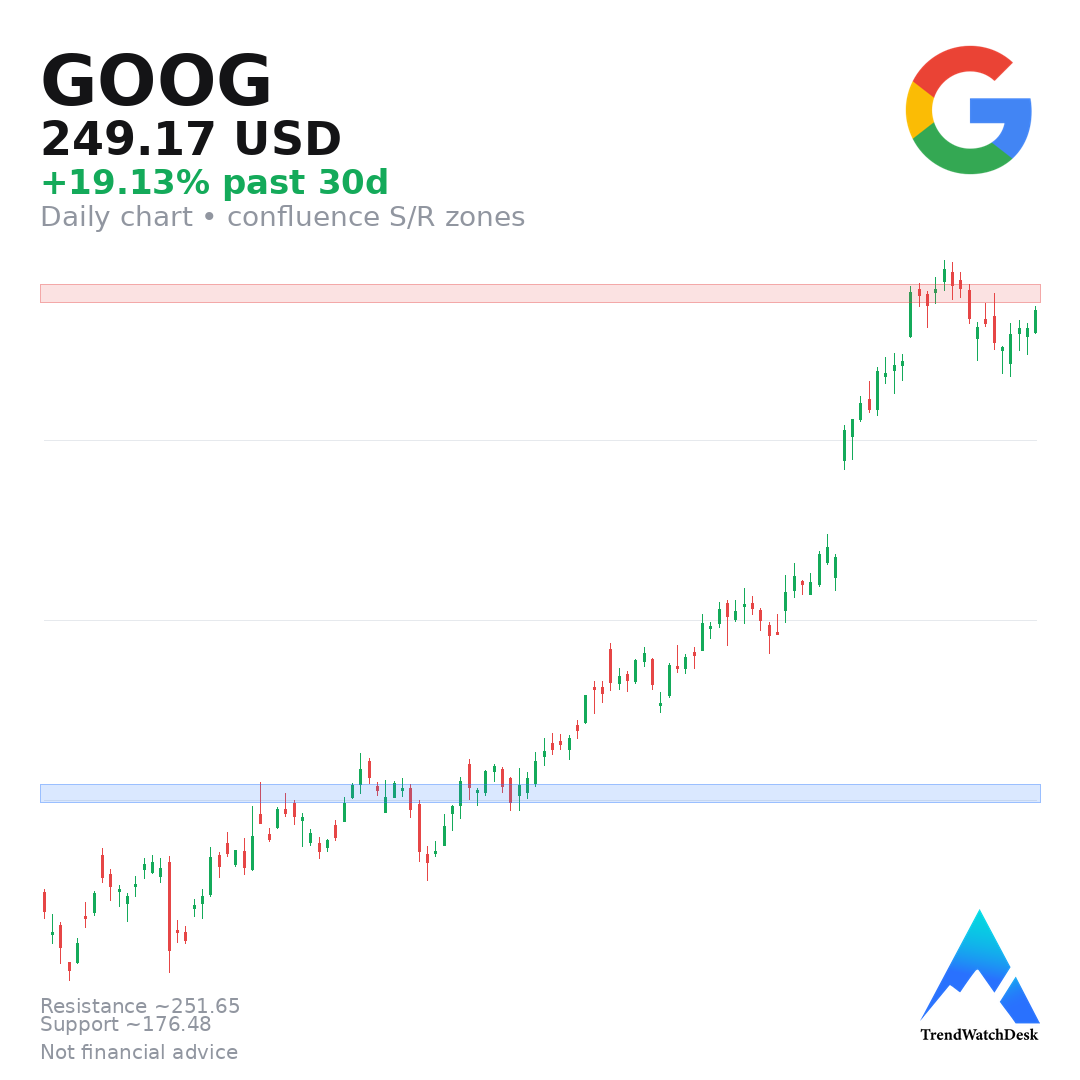 GOOG
249.17 USD
+19.13% past 30d
Daily chart • confluence S/R zones
Resistance ~251.65
Support ~176.48
Not financial advice
TrendWatchDesk